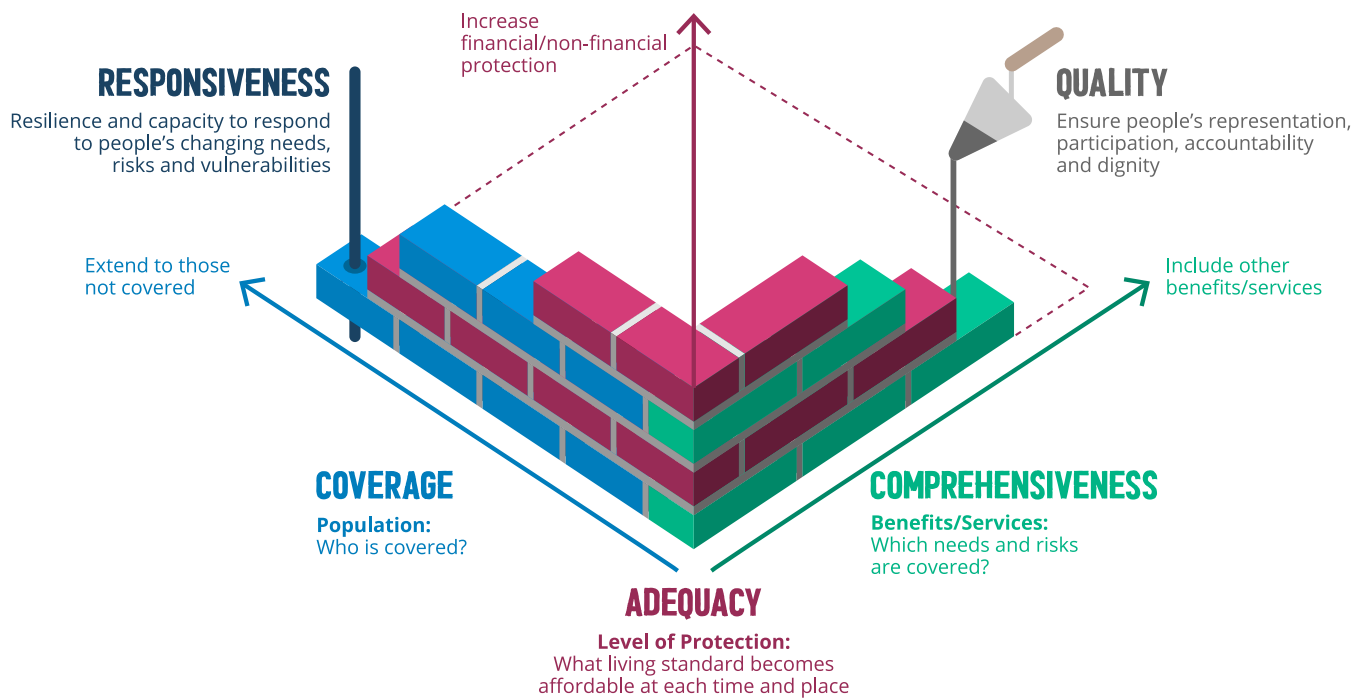 Increase
financial/non-financial
protection
RESPONSIVENESS
Resilience and capacity to respond
to people's changing needs,
risks and vulnerabilities
QUALITY
Ensure people's representation,
participation, accountability
and dignity
Extend to those
not covered
Include other
benefits/services
COVERAGE
Population:
Who is covered?
COMPREHENSIVENESS
Benefits/Services:
Which needs and risks
are covered?
ADEQUACY
Level of Protection:
What living standard becomes
affordable at each time and place